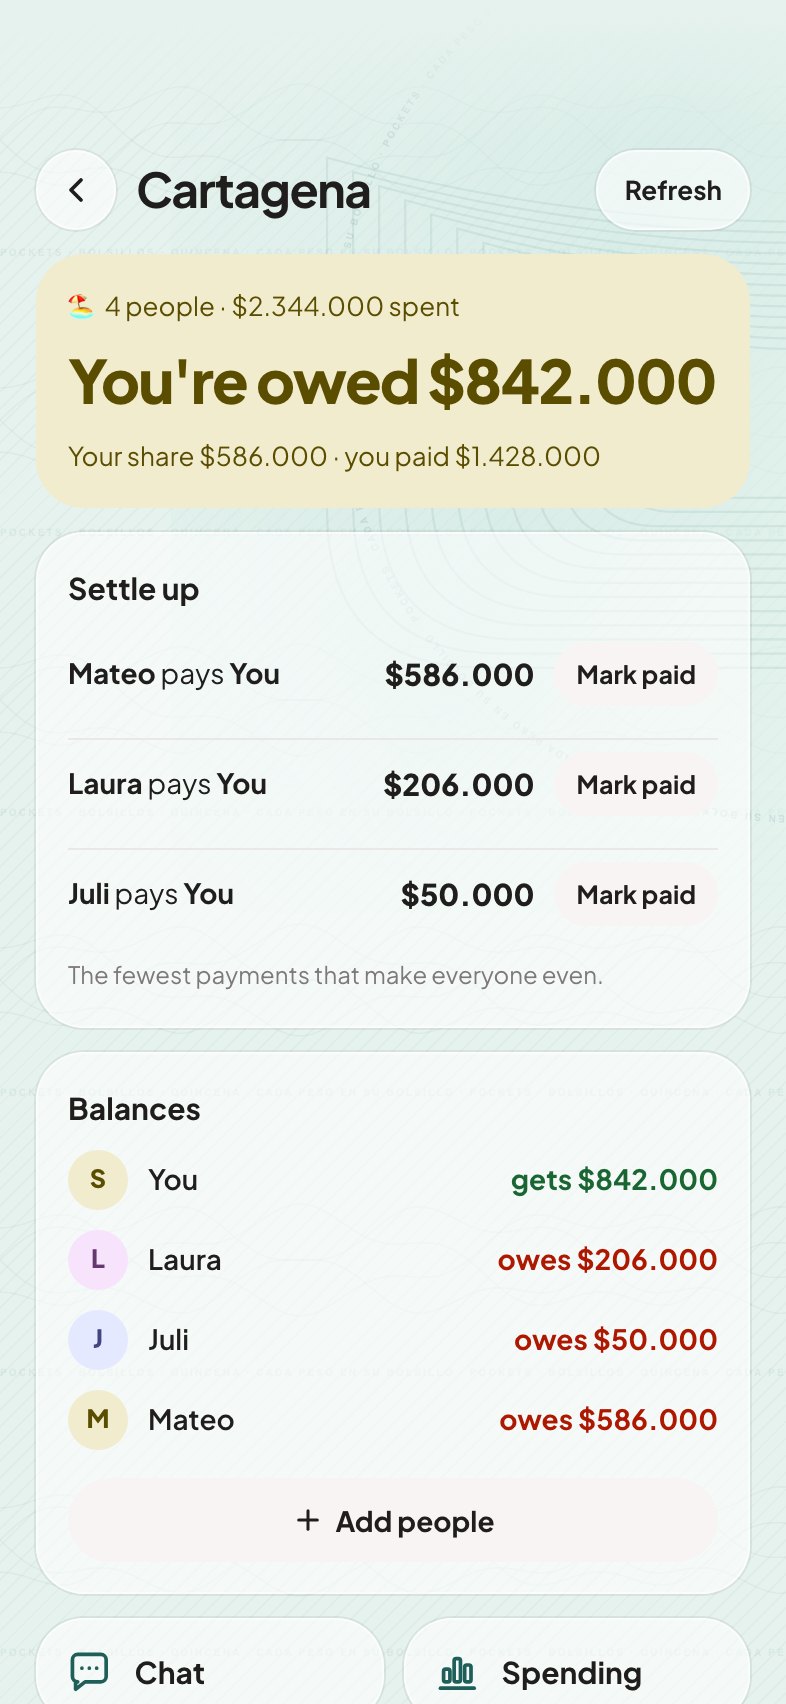 Cartagena
Refresh
🏖️ 4 people · $2.344.000 spent
You're owed $842.000
Your share $586.000 · you paid $1.428.000
Settle up
Mateo pays You $586.000 Mark paid
Laura pays You $206.000 Mark paid
Juli pays You $50.000 Mark paid
The fewest payments that make everyone even.
Balances
S You gets $842.000
L Laura owes $206.000
J Juli owes $50.000
M Mateo owes $586.000
+ Add people
Chat
Spending